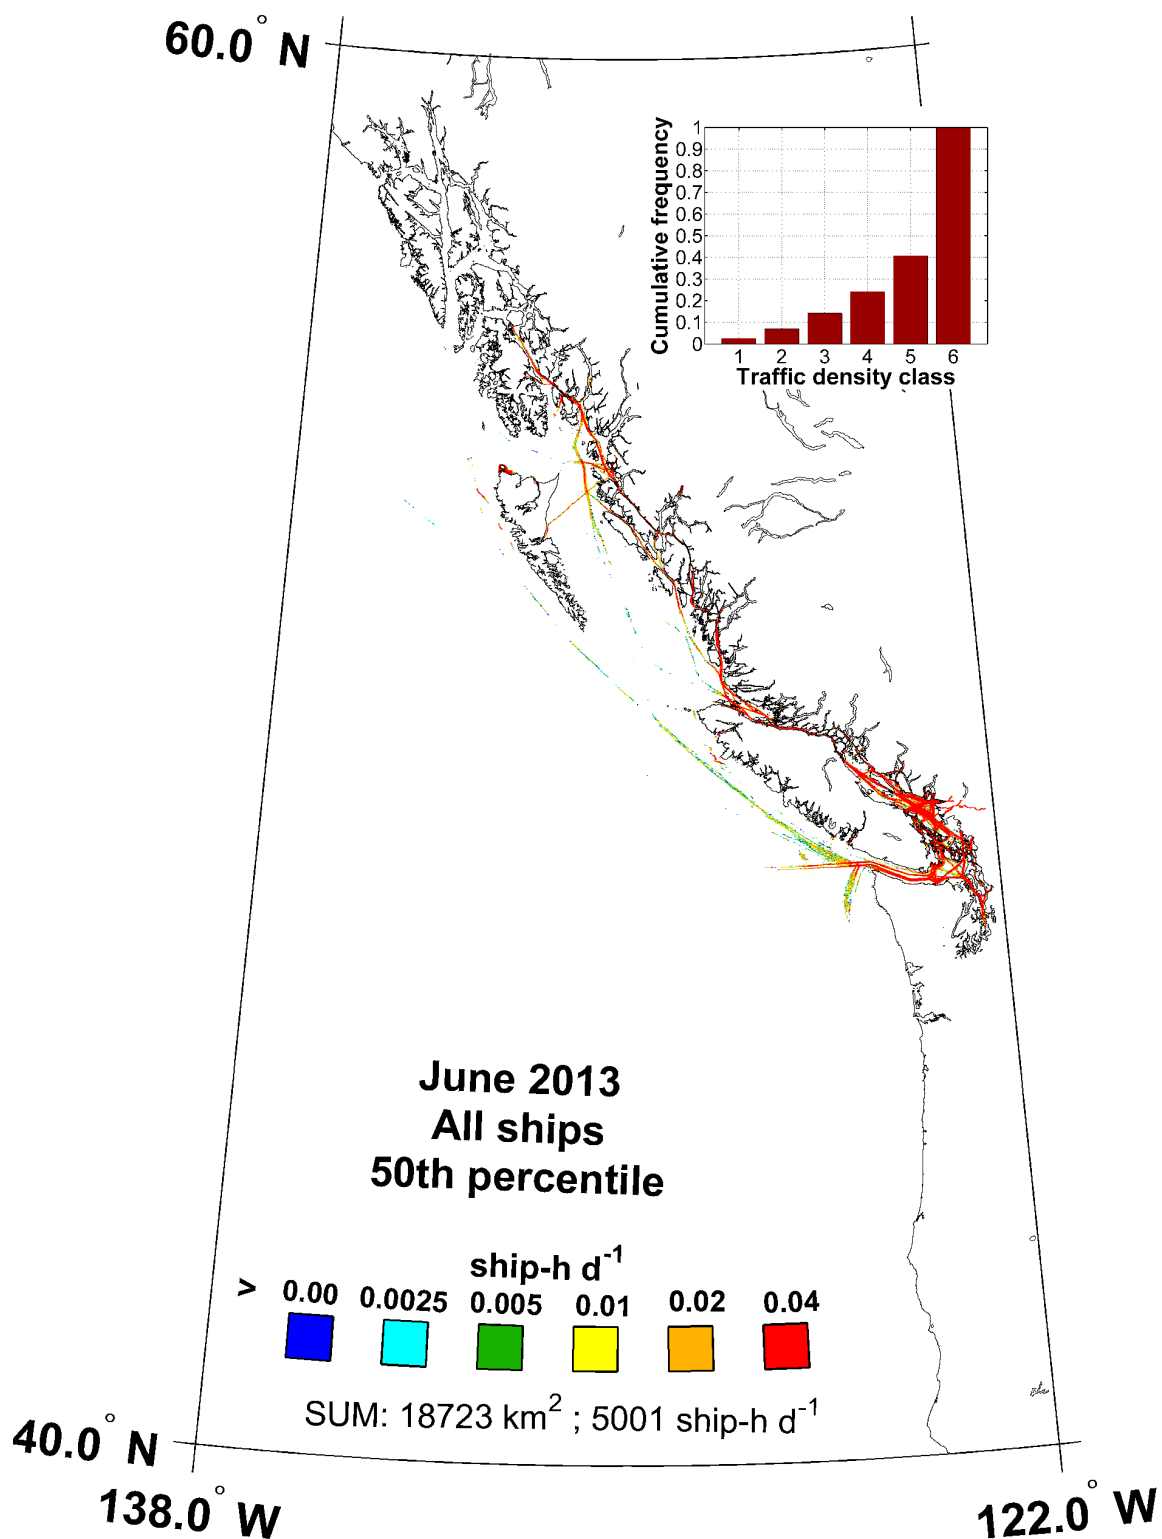 60.0° N
Cumulative frequency
1
0.9
0.8
0.7
0.6
0.5
0.4
0.3
0.2
0.1
0
1 2 3 4 5 6
Traffic density class
June 2013
All ships
50th percentile
ship-h d⁻¹
> 0.00 0.0025 0.005 0.01 0.02 0.04
SUM: 18723 km² ; 5001 ship-h d⁻¹
40.0° N
138.0° W
122.0° W